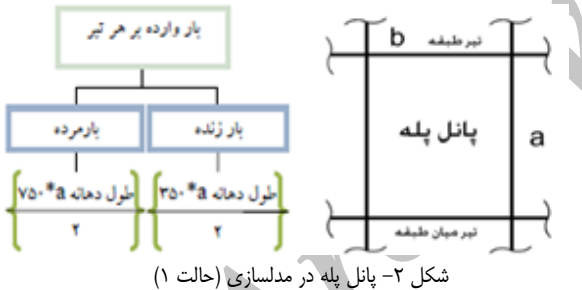 بار وارده بر هر تیر
بار زنده
بارمرده
طول دهانه a*۳۵۰
۲
طول دهانه a*۷۵۰
۲
b
تیر طبقه
پانل پله
a
تیر میان طبقه
شکل ۲- پانل پله در مدلسازی (حالت ۱)